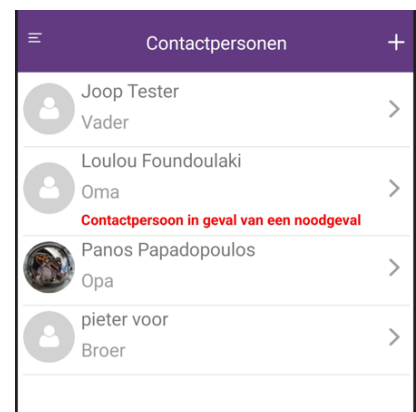 Contactpersonen
Joop Tester
Vader
Loulou Foundoulaki
Oma
Contactpersoon in geval van een noodgeval
Panos Papadopoulos
Opa
pieter voor
Broer